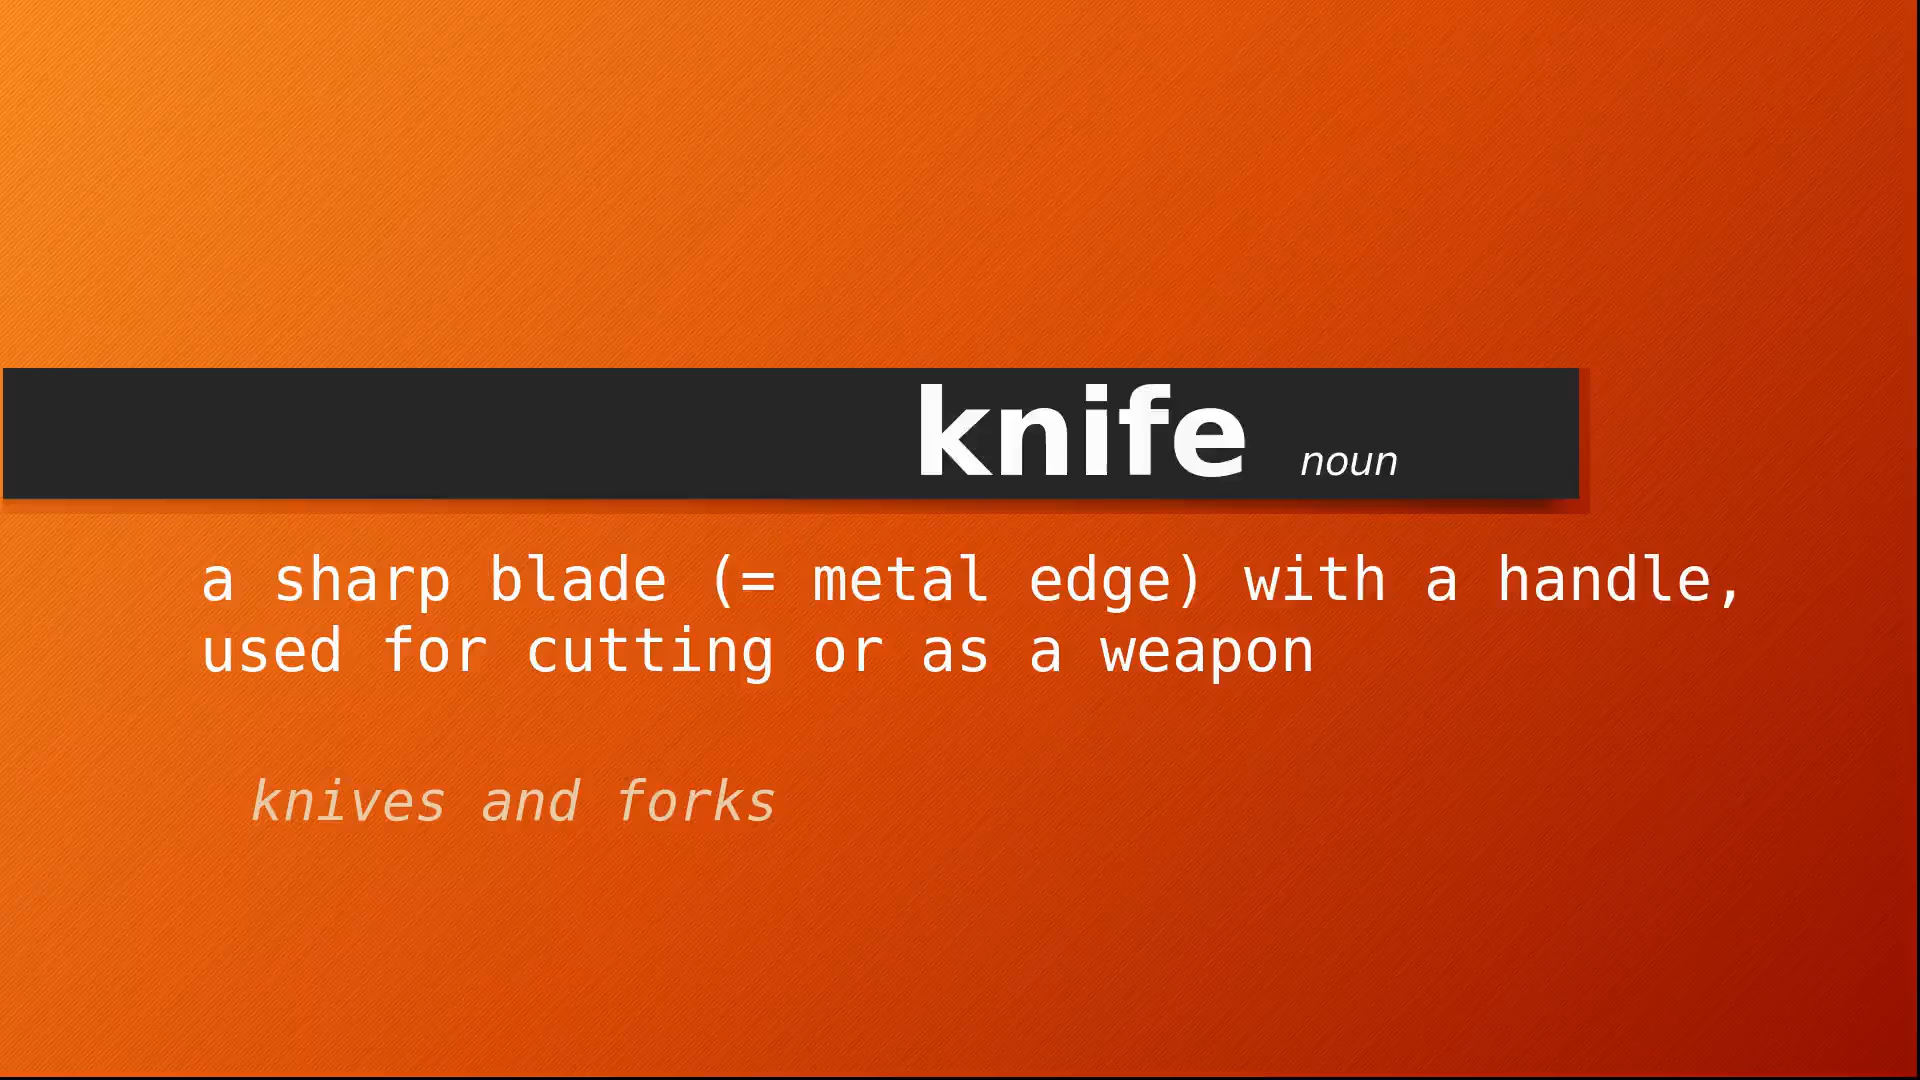 knife noun
a sharp blade (= metal edge) with a handle,
used for cutting or as a weapon
knives and forks